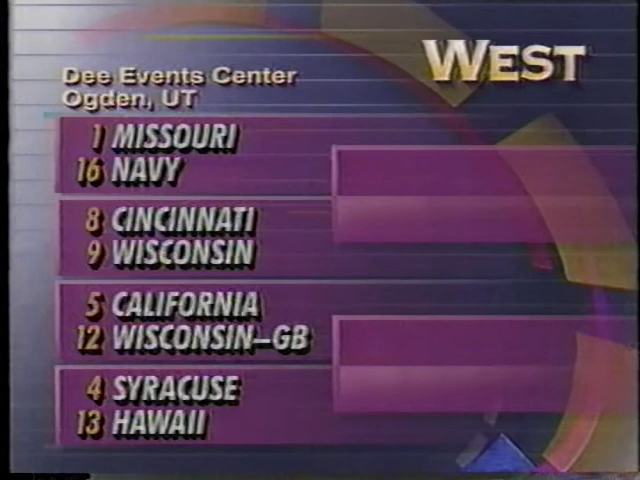 WEST
Dee Events Center
Ogden, UT
1 MISSOURI
16 NAVY
8 CINCINNATI
9 WISCONSIN
5 CALIFORNIA
12 WISCONSIN–GB
4 SYRACUSE
13 HAWAII